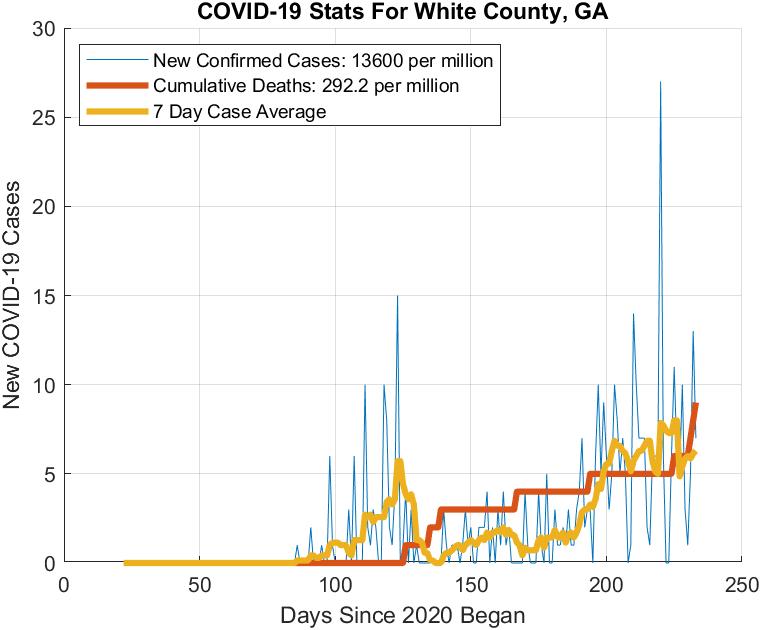 COVID-19 Stats For White County, GA
30
25
20
15
10
5
0
New COVID-19 Cases
New Confirmed Cases: 13600 per million
Cumulative Deaths: 292.2 per million
7 Day Case Average
0 50 100 150 200 250
Days Since 2020 Began